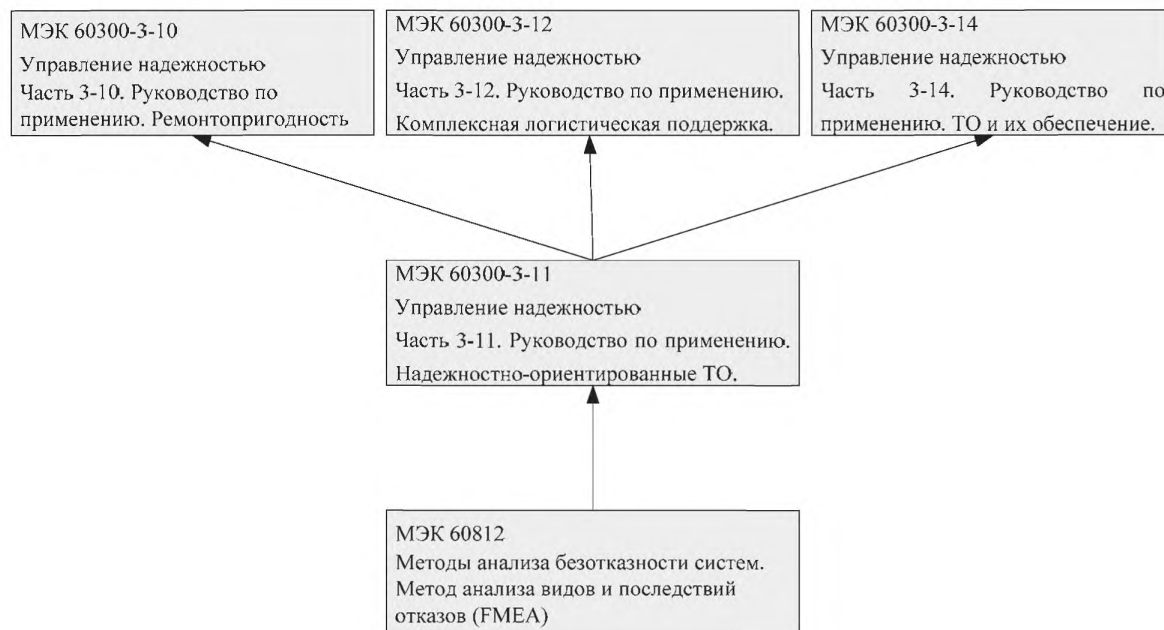 МЭК 60300-3-10
Управление надежностью
Часть 3-10. Руководство по
применению. Ремонтопригодность
МЭК 60300-3-12
Управление надежностью
Часть 3-12. Руководство по применению.
Комплексная логистическая поддержка.
МЭК 60300-3-14
Управление надежностью
Часть 3-14. Руководство по
применению. ТО и их обеспечение.
МЭК 60300-3-11
Управление надежностью
Часть 3-11. Руководство по применению.
Надежностно-ориентированные ТО.
МЭК 60812
Методы анализа безотказности систем.
Метод анализа видов и последствий
отказов (FMEA)